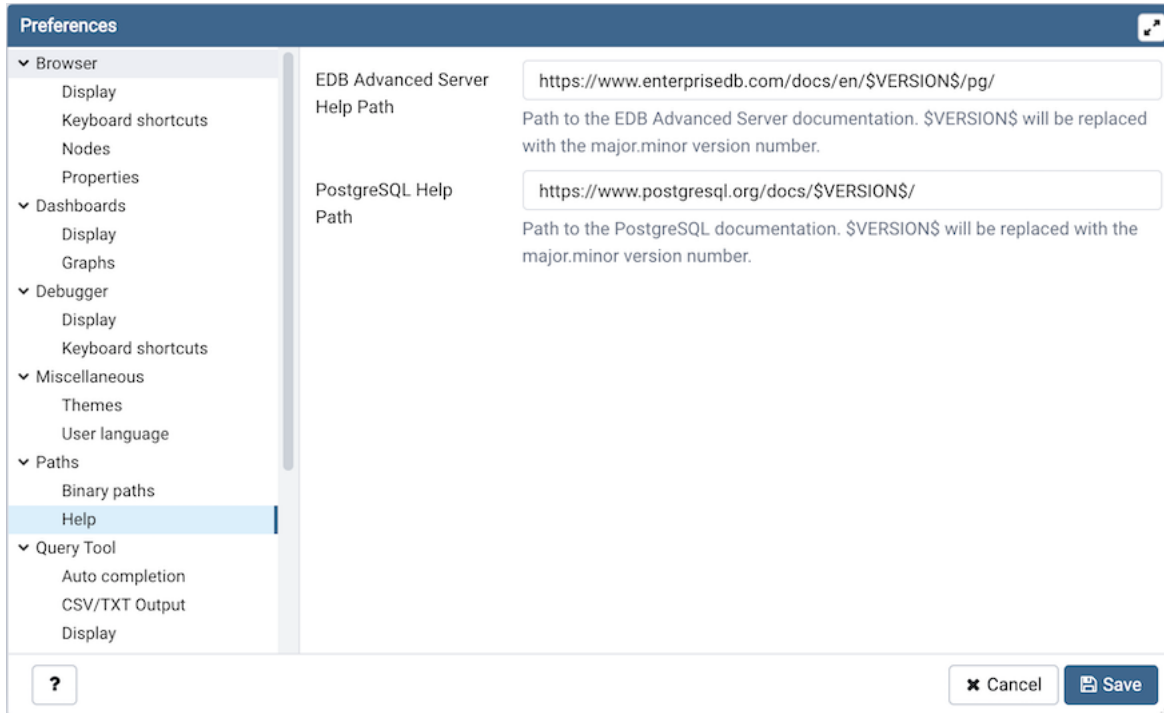 Preferences
Browser
Display
Keyboard shortcuts
Nodes
Properties
Dashboards
Display
Graphs
Debugger
Display
Keyboard shortcuts
Miscellaneous
Themes
User language
Paths
Binary paths
Help
Query Tool
Auto completion
CSV/TXT Output
Display
EDB Advanced Server
Help Path
https://www.enterprisedb.com/docs/en/$VERSION$/pg/
Path to the EDB Advanced Server documentation. $VERSION$ will be replaced
with the major.minor version number.
PostgreSQL Help
Path
https://www.postgresql.org/docs/$VERSION$/
Path to the PostgreSQL documentation. $VERSION$ will be replaced with the
major.minor version number.
?
Cancel
Save